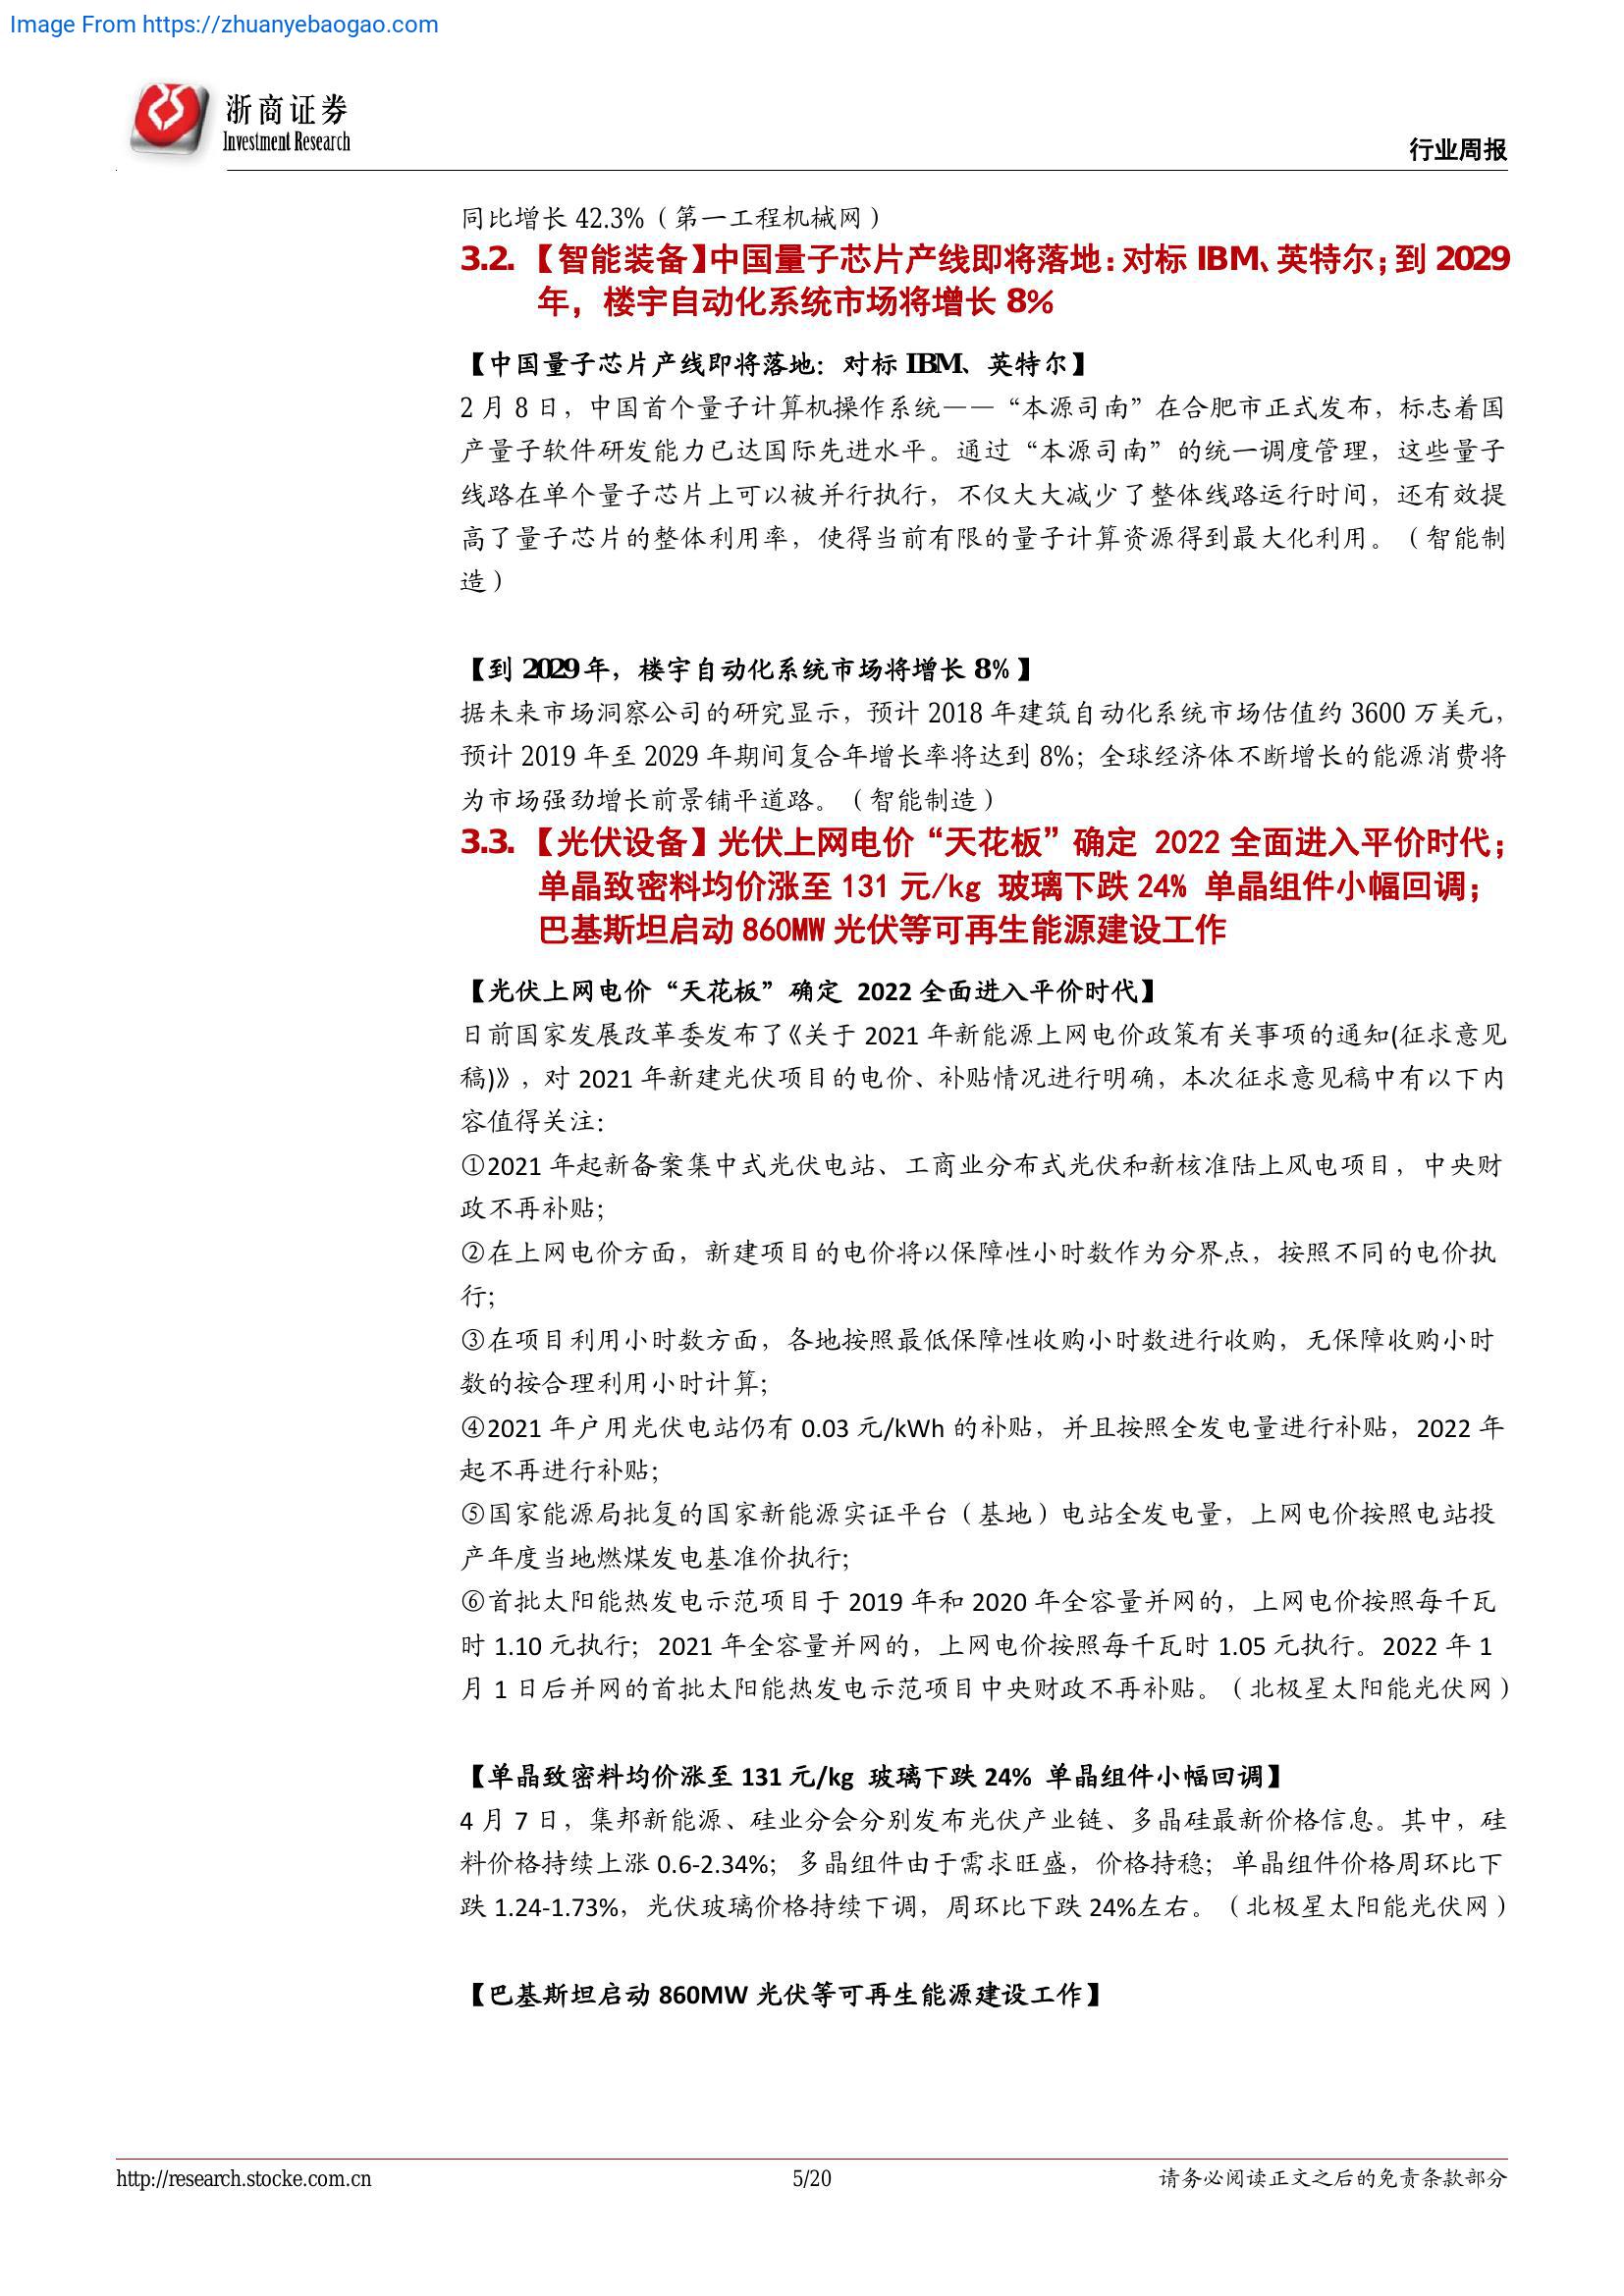 Image From https://zhuanyebaogao.com
浙商证券
Investment Research
行业周报
同比增长 42.3%（第一工程机械网）
3.2. 【智能装备】中国量子芯片产线即将落地：对标 IBM、英特尔；到 2029
年，楼宇自动化系统市场将增长 8%
【中国量子芯片产线即将落地：对标 IBM、英特尔】
2 月 8 日，中国首个量子计算机操作系统——“本源司南”在合肥市正式发布，标志着国
产量子软件研发能力已达国际先进水平。通过“本源司南”的统一调度管理，这些量子
线路在单个量子芯片上可以被并行执行，不仅大大减少了整体线路运行时间，还有效提
高了量子芯片的整体利用率，使得当前有限的量子计算资源得到最大化利用。（智能制
造）
【到 2029 年，楼宇自动化系统市场将增长 8%】
据未来市场洞察公司的研究显示，预计 2018 年建筑自动化系统市场估值约 3600 万美元，
预计 2019 年至 2029 年期间复合年增长率将达到 8%；全球经济体不断增长的能源消费将
为市场强劲增长前景铺平道路。（智能制造）
3.3. 【光伏设备】光伏上网电价“天花板”确定 2022 全面进入平价时代；
单晶致密料均价涨至 131 元/kg 玻璃下跌 24% 单晶组件小幅回调；
巴基斯坦启动 860MW 光伏等可再生能源建设工作
【光伏上网电价“天花板”确定 2022 全面进入平价时代】
日前国家发展改革委发布了《关于 2021 年新能源上网电价政策有关事项的通知(征求意见
稿)》，对 2021 年新建光伏项目的电价、补贴情况进行明确，本次征求意见稿中有以下内
容值得关注：
①2021 年起新备案集中式光伏电站、工商业分布式光伏和新核准陆上风电项目，中央财
政不再补贴；
②在上网电价方面，新建项目的电价将以保障性小时数作为分界点，按照不同的电价执
行；
③在项目利用小时数方面，各地按照最低保障性收购小时数进行收购，无保障收购小时
数的按合理利用小时计算；
④2021 年户用光伏电站仍有 0.03 元/kWh 的补贴，并且按照全发电量进行补贴，2022 年
起不再进行补贴；
⑤国家能源局批复的国家新能源实证平台（基地）电站全发电量，上网电价按照电站投
产年度当地燃煤发电基准价执行；
⑥首批太阳能热发电示范项目于 2019 年和 2020 年全容量并网的，上网电价按照每千瓦
时 1.10 元执行；2021 年全容量并网的，上网电价按照每千瓦时 1.05 元执行。2022 年 1
月 1 日后并网的首批太阳能热发电示范项目中央财政不再补贴。（北极星太阳能光伏网）
【单晶致密料均价涨至 131 元/kg 玻璃下跌 24% 单晶组件小幅回调】
4 月 7 日，集邦新能源、硅业分会分别发布光伏产业链、多晶硅最新价格信息。其中，硅
料价格持续上涨 0.6-2.34%；多晶组件由于需求旺盛，价格持稳；单晶组件价格周环比下
跌 1.24-1.73%，光伏玻璃价格持续下调，周环比下跌 24%左右。（北极星太阳能光伏网）
【巴基斯坦启动 860MW 光伏等可再生能源建设工作】
http://research.stocke.com.cn
5/20
请务必阅读正文之后的免责条款部分